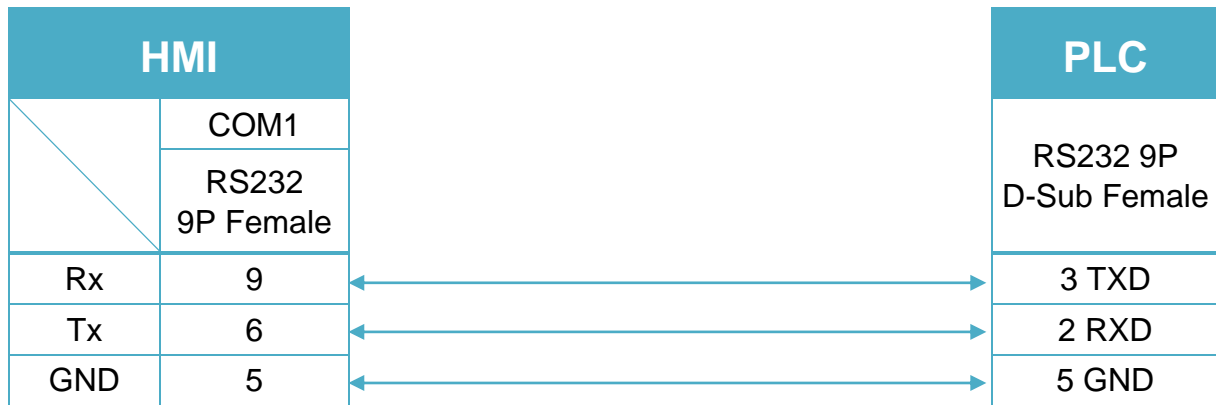 HMI
PLC
COM1
RS232
9P Female
RS232 9P
D-Sub Female
Rx 9 3 TXD
Tx 6 2 RXD
GND 5 5 GND